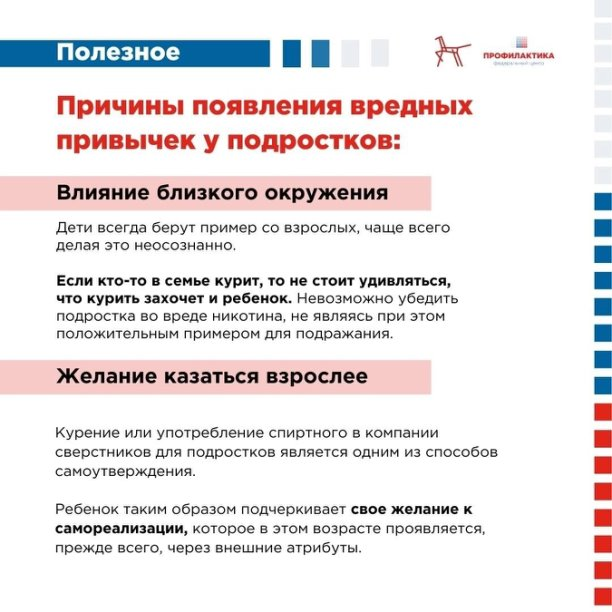 Полезное
ПРОФИЛАКТИКА
федеральный центр
Причины появления вредных
привычек у подростков:
Влияние близкого окружения
Дети всегда берут пример со взрослых, чаще всего
делая это неосознанно.
Если кто-то в семье курит, то не стоит удивляться,
что курить захочет и ребенок. Невозможно убедить
подростка во вреде никотина, не являясь при этом
положительным примером для подражания.
Желание казаться взрослее
Курение или употребление спиртного в компании
сверстников для подростков является одним из способов
самоутверждения.
Ребенок таким образом подчеркивает свое желание к
самореализации, которое в этом возрасте проявляется,
прежде всего, через внешние атрибуты.